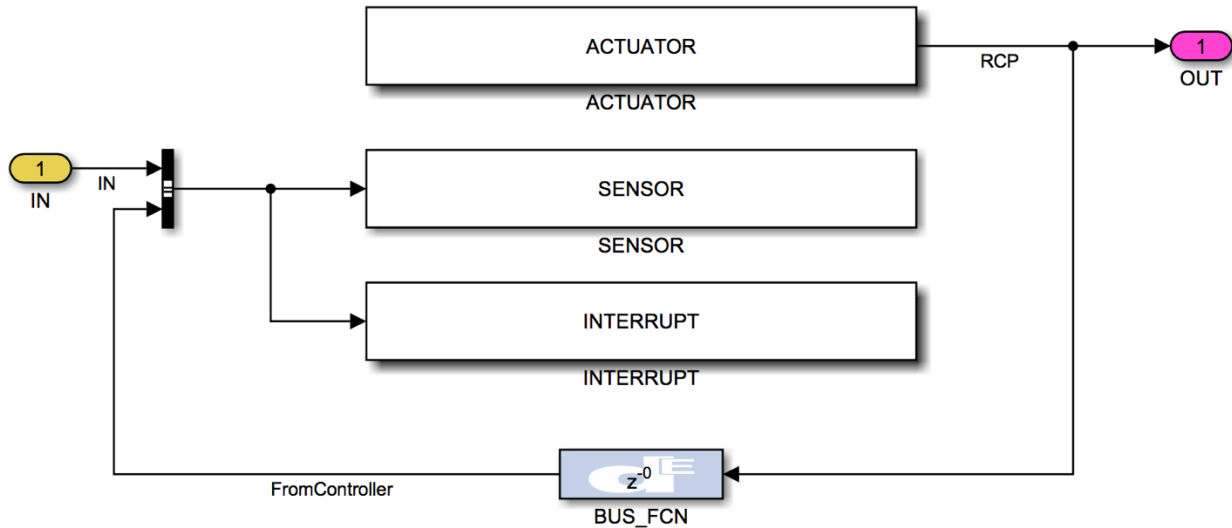 ACTUATOR
RCP
1
ACTUATOR
OUT
1
IN
IN
SENSOR
SENSOR
INTERRUPT
INTERRUPT
z-0
FromController
BUS_FCN